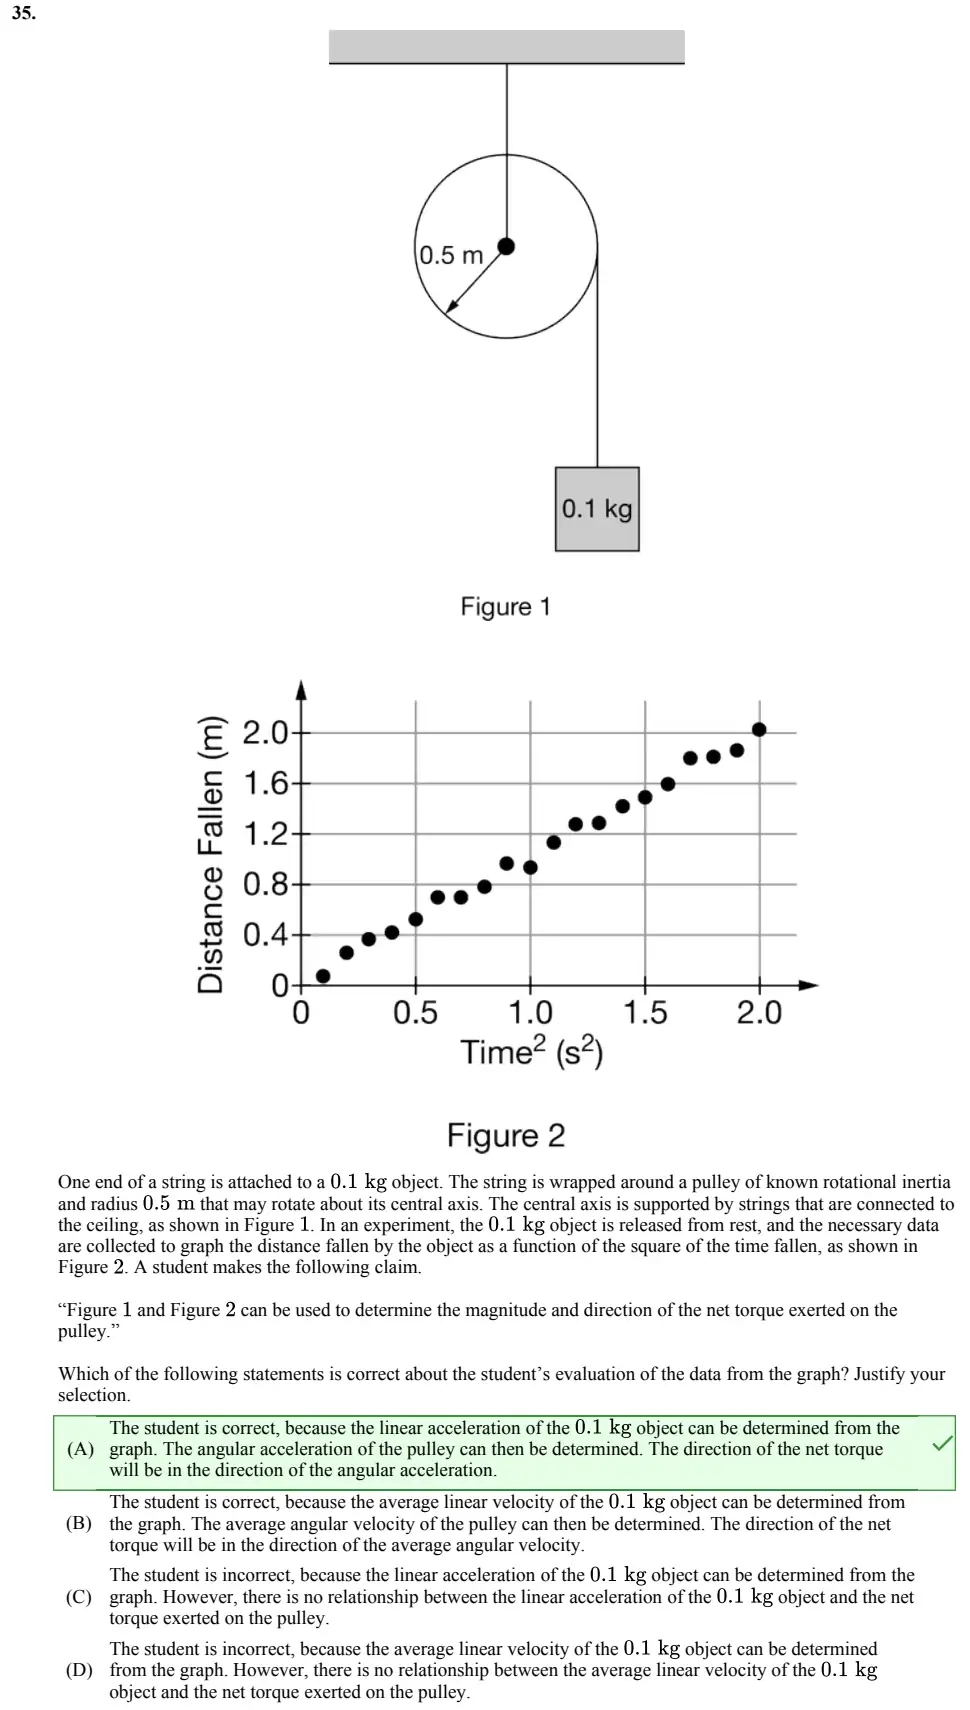 35.
0.5 m
0.1 kg
Figure 1
Distance Fallen (m)
2.0
1.6
1.2
0.8
0.4
0
0 0.5 1.0 1.5 2.0
Time² (s²)
Figure 2
One end of a string is attached to a 0.1 kg object. The string is wrapped around a pulley of known rotational inertia
and radius 0.5 m that may rotate about its central axis. The central axis is supported by strings that are connected to
the ceiling, as shown in Figure 1. In an experiment, the 0.1 kg object is released from rest, and the necessary data
are collected to graph the distance fallen by the object as a function of the square of the time fallen, as shown in
Figure 2. A student makes the following claim.
“Figure 1 and Figure 2 can be used to determine the magnitude and direction of the net torque exerted on the
pulley.”
Which of the following statements is correct about the student’s evaluation of the data from the graph? Justify your
selection.
The student is correct, because the linear acceleration of the 0.1 kg object can be determined from the
(A) graph. The angular acceleration of the pulley can then be determined. The direction of the net torque
will be in the direction of the angular acceleration.
The student is correct, because the average linear velocity of the 0.1 kg object can be determined from
(B) the graph. The average angular velocity of the pulley can then be determined. The direction of the net
torque will be in the direction of the average angular velocity.
The student is incorrect, because the linear acceleration of the 0.1 kg object can be determined from the
(C) graph. However, there is no relationship between the linear acceleration of the 0.1 kg object and the net
torque exerted on the pulley.
The student is incorrect, because the average linear velocity of the 0.1 kg object can be determined
(D) from the graph. However, there is no relationship between the average linear velocity of the 0.1 kg
object and the net torque exerted on the pulley.